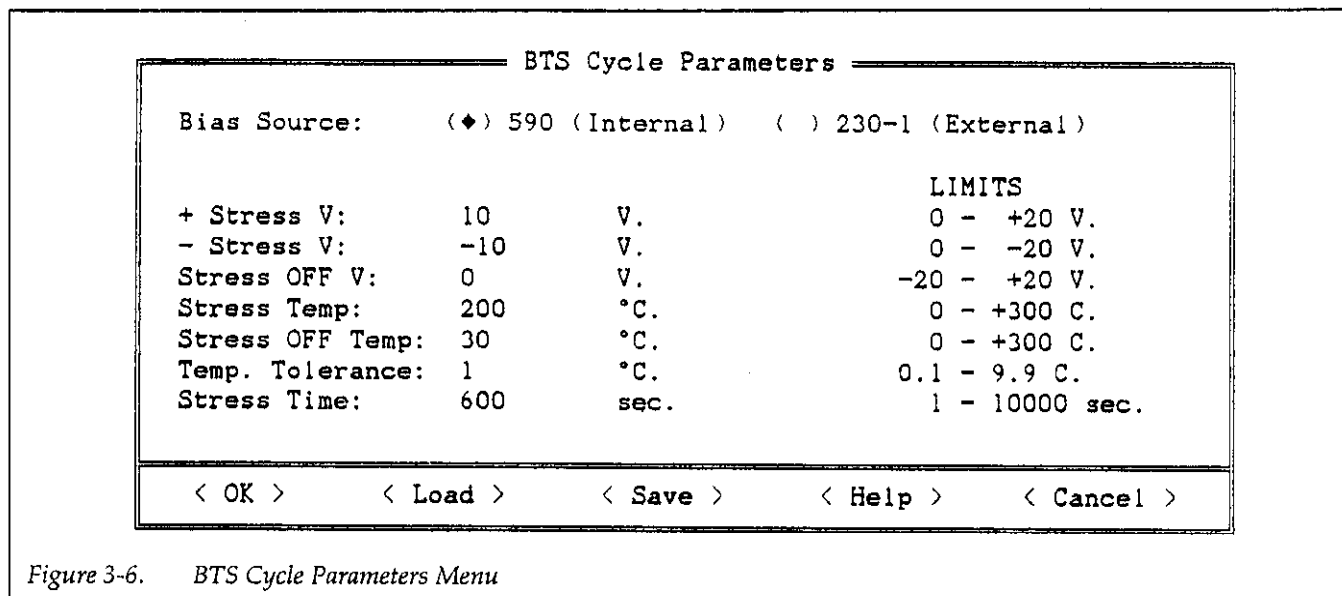 BTS Cycle Parameters
Bias Source: (♦) 590 (Internal) ( ) 230-1 (External)
LIMITS
+ Stress V: 10 V. 0 - +20 V.
- Stress V: -10 V. 0 - -20 V.
Stress OFF V: 0 V. -20 - +20 V.
Stress Temp: 200 °C. 0 - +300 C.
Stress OFF Temp: 30 °C. 0 - +300 C.
Temp. Tolerance: 1 °C. 0.1 - 9.9 C.
Stress Time: 600 sec. 1 - 10000 sec.
< OK > < Load > < Save > < Help > < Cancel >
Figure 3-6. BTS Cycle Parameters Menu